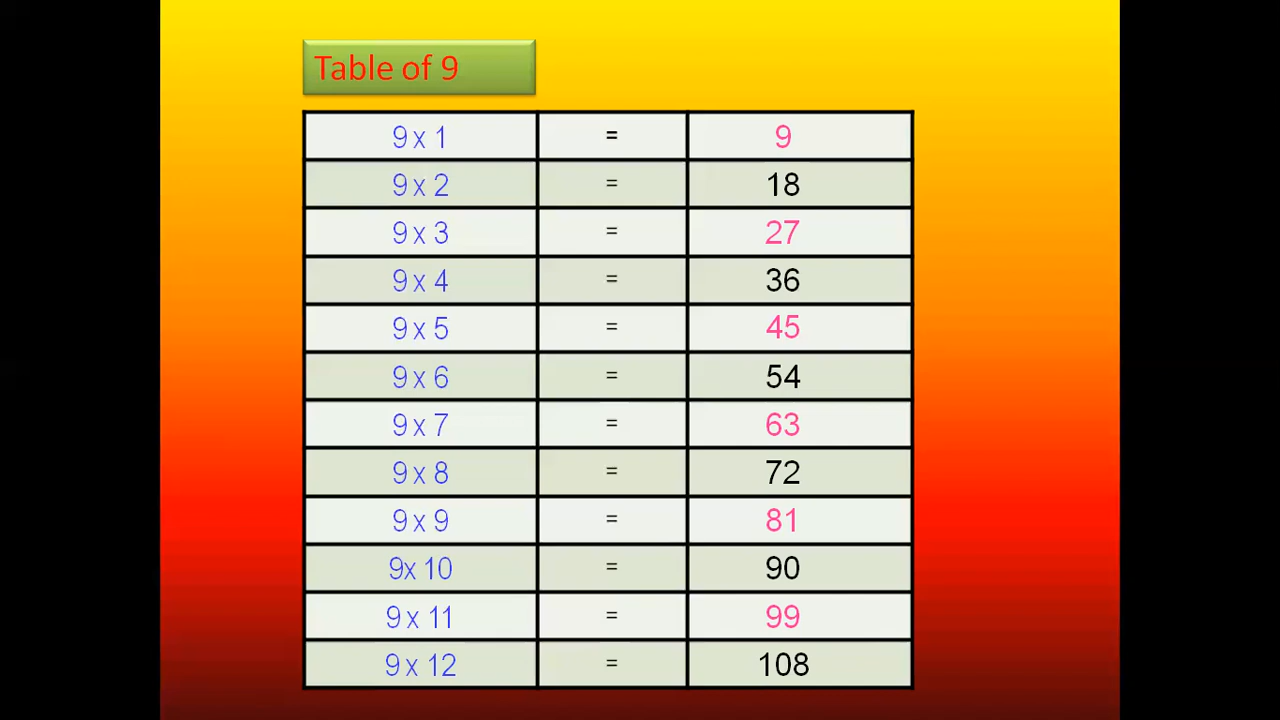 Table of 9
9 x 1 = 9
9 x 2 = 18
9 x 3 = 27
9 x 4 = 36
9 x 5 = 45
9 x 6 = 54
9 x 7 = 63
9 x 8 = 72
9 x 9 = 81
9x 10 = 90
9 x 11 = 99
9 x 12 = 108